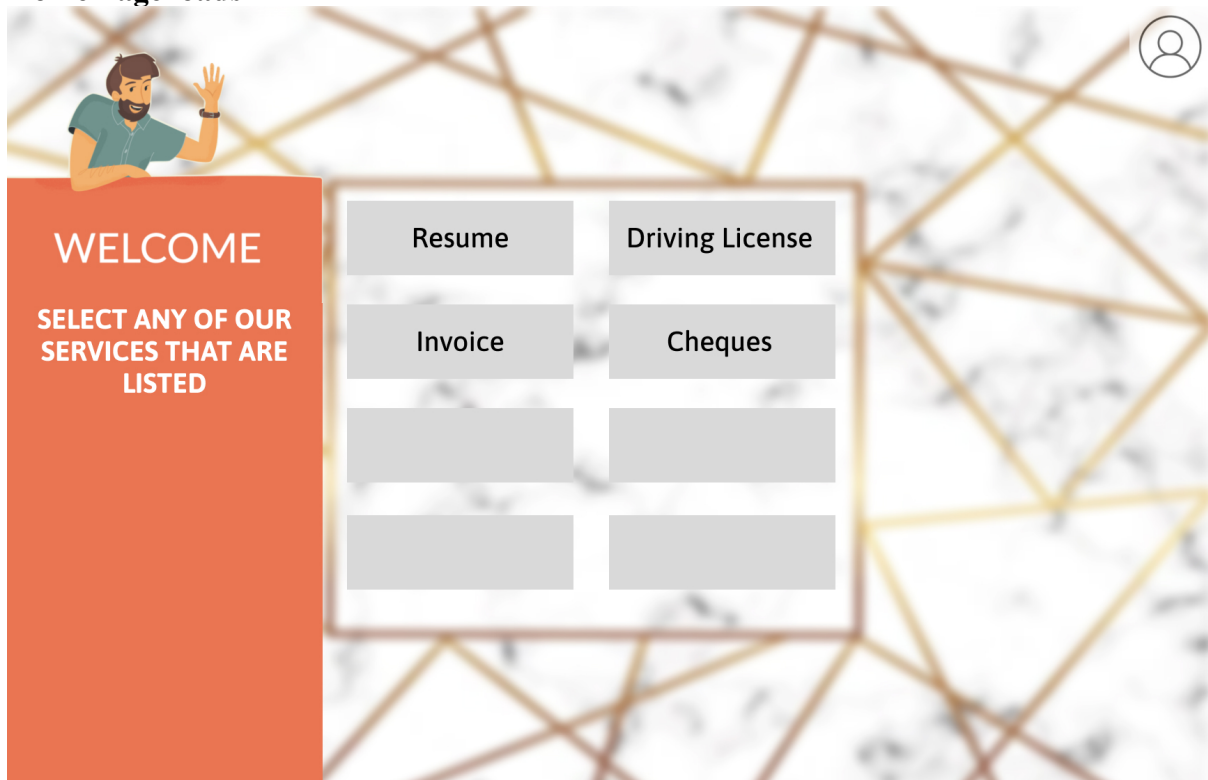 WELCOME
SELECT ANY OF OUR
SERVICES THAT ARE
LISTED
Resume
Driving License
Invoice
Cheques